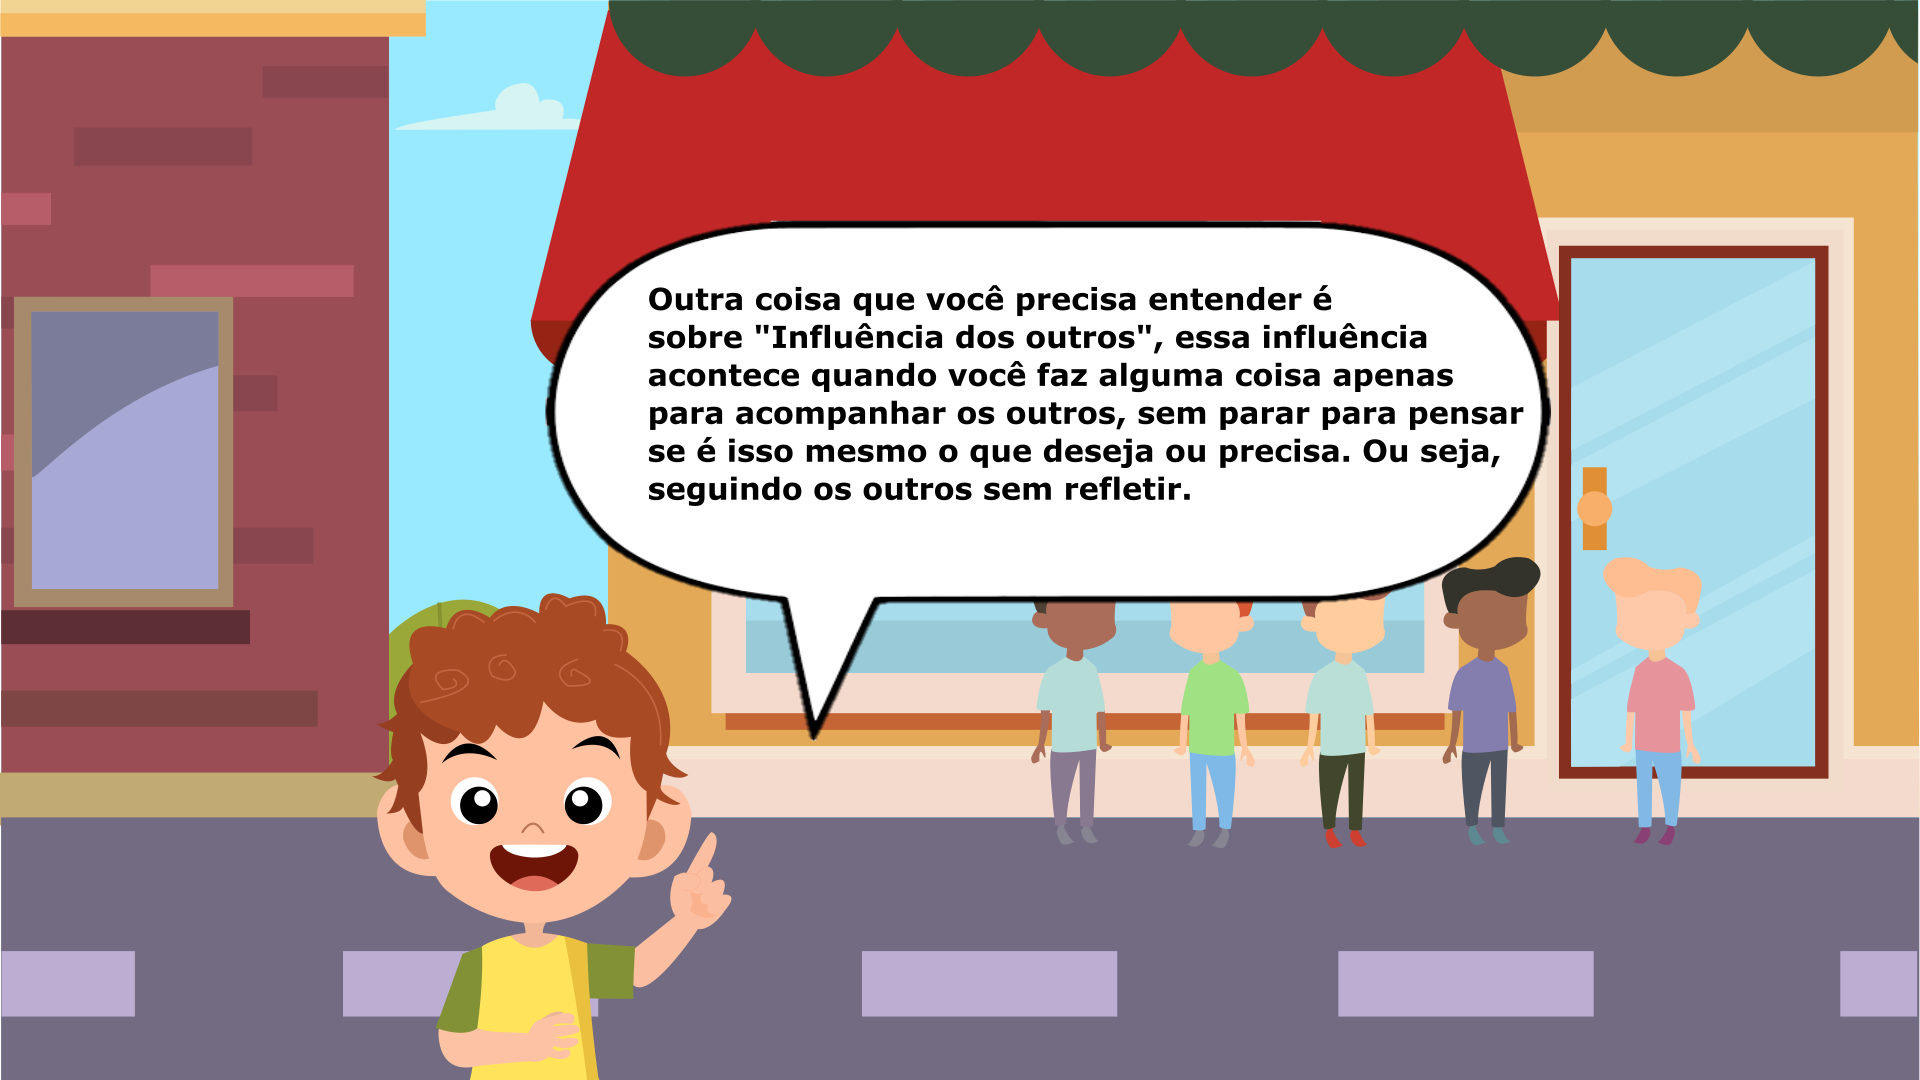 Outra coisa que você precisa entender é
sobre "Influência dos outros", essa influência
acontece quando você faz alguma coisa apenas
para acompanhar os outros, sem parar para pensar
se é isso mesmo o que deseja ou precisa. Ou seja,
seguindo os outros sem refletir.